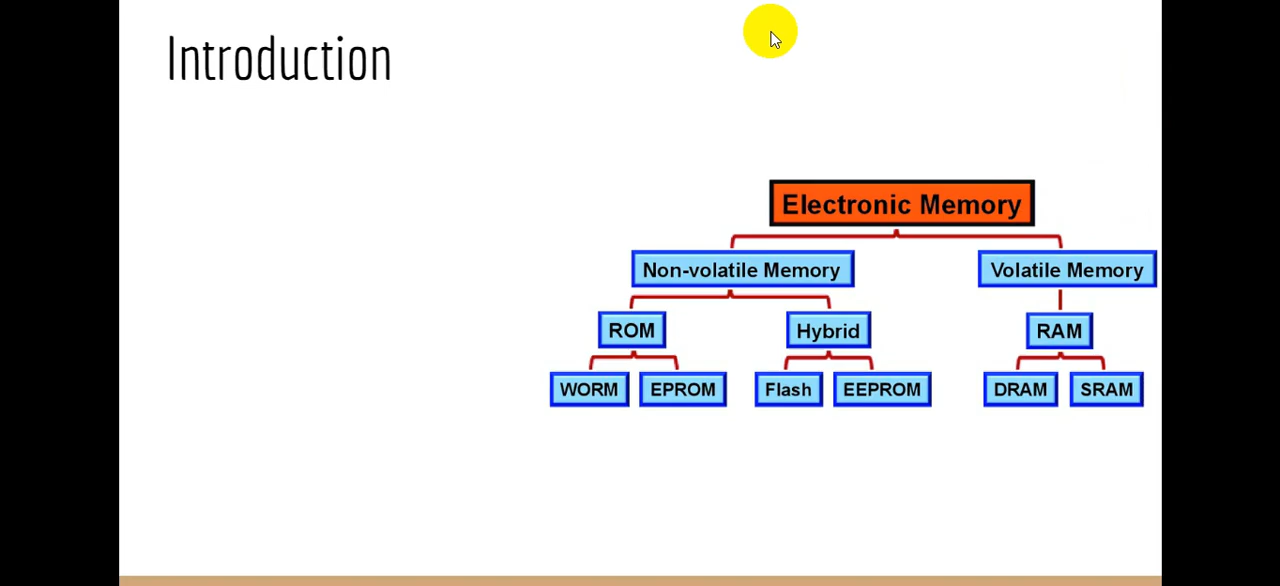 Introduction
Electronic Memory
Non-volatile Memory
Volatile Memory
ROM
Hybrid
RAM
WORM
EPROM
Flash
EEPROM
DRAM
SRAM